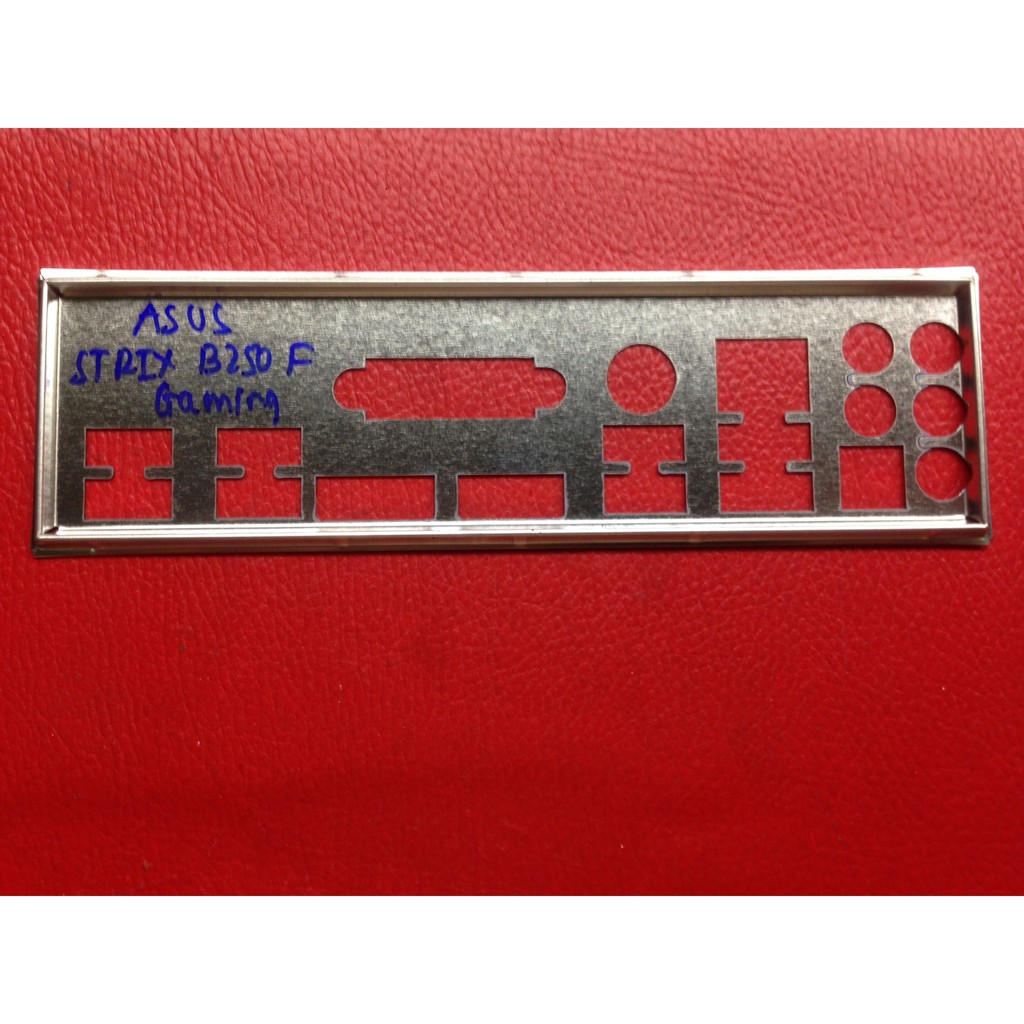 ASUS
STRIX B250 F
Gaming